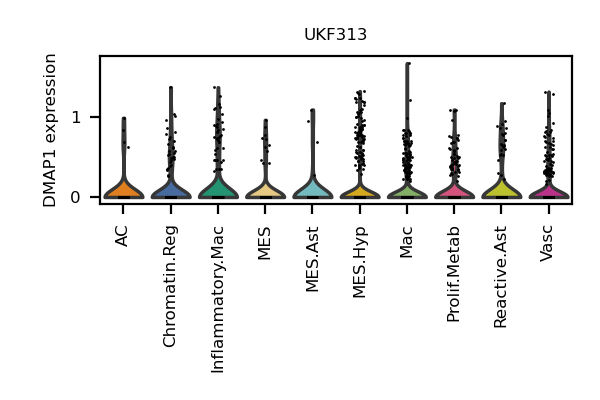 UKF313
DMAP1 expression
1
0
AC
Chromatin.Reg
Inflammatory.Mac
MES
MES.Ast
MES.Hyp
Mac
Prolif.Metab
Reactive.Ast
Vasc